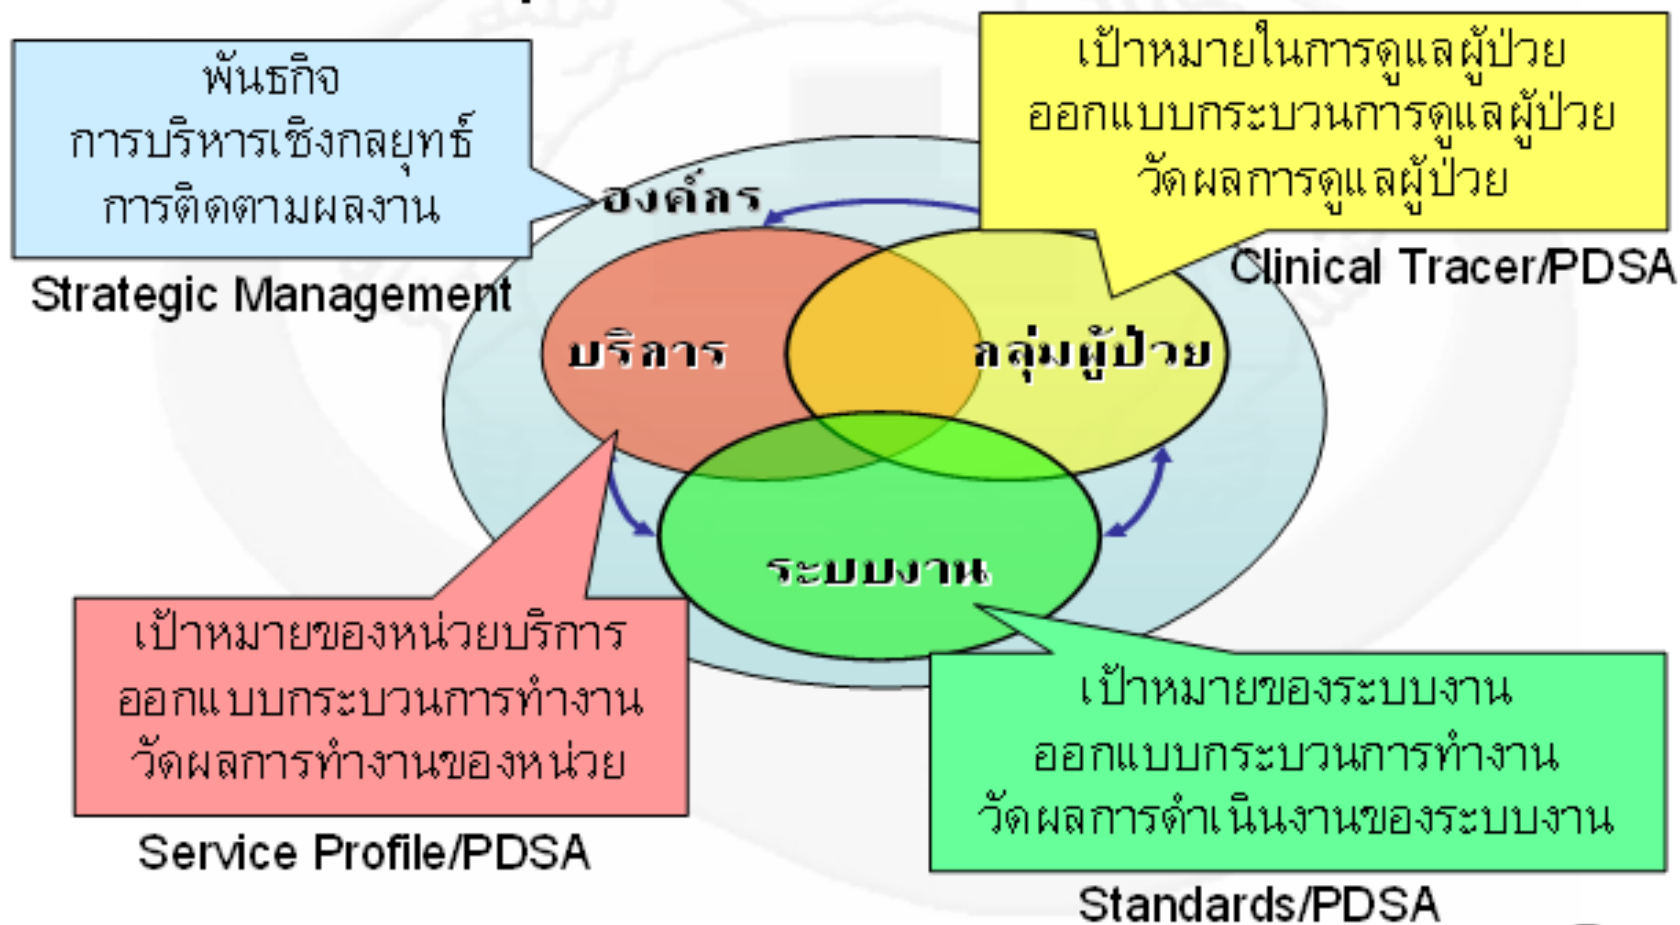 พันธกิจ
การบริหารเชิงกลยุทธ์
การติดตามผลงาน
Strategic Management
เป้าหมายในการดูแลผู้ป่วย
ออกแบบกระบวนการดูแลผู้ป่วย
วัดผลการดูแลผู้ป่วย
Clinical Tracer/PDSA
องค์กร
บริการ
กลุ่มผู้ป่วย
ระบบงาน
เป้าหมายของหน่วยบริการ
ออกแบบกระบวนการทำงาน
วัดผลการทำงานของหน่วย
Service Profile/PDSA
เป้าหมายของระบบงาน
ออกแบบกระบวนการทำงาน
วัดผลการดำเนินงานของระบบงาน
Standards/PDSA